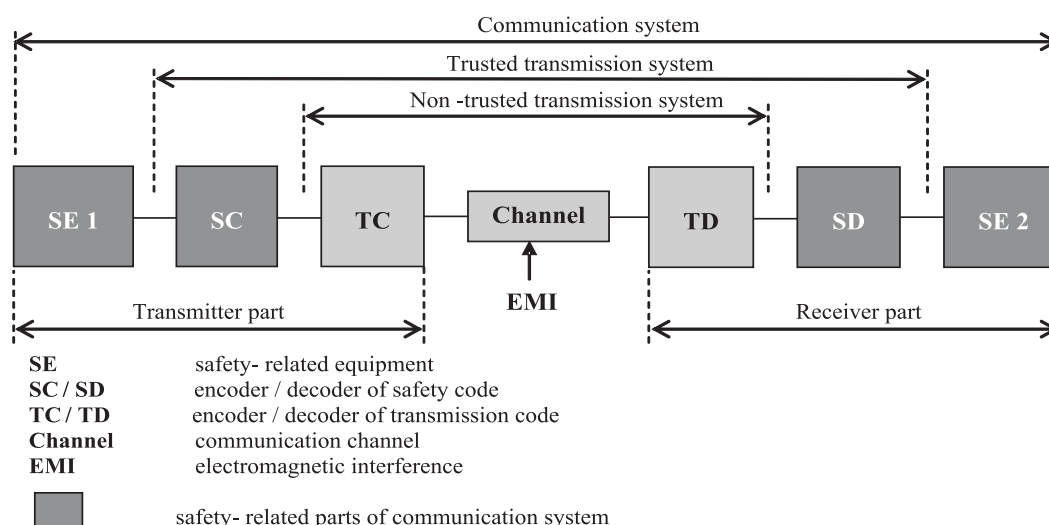 Communication system
Trusted transmission system
Non -trusted transmission system
SE 1 SC TC Channel TD SD SE 2
EMI
Transmitter part Receiver part
SE safety- related equipment
SC / SD encoder / decoder of safety code
TC / TD encoder / decoder of transmission code
Channel communication channel
EMI electromagnetic interference
safety- related parts of communication system